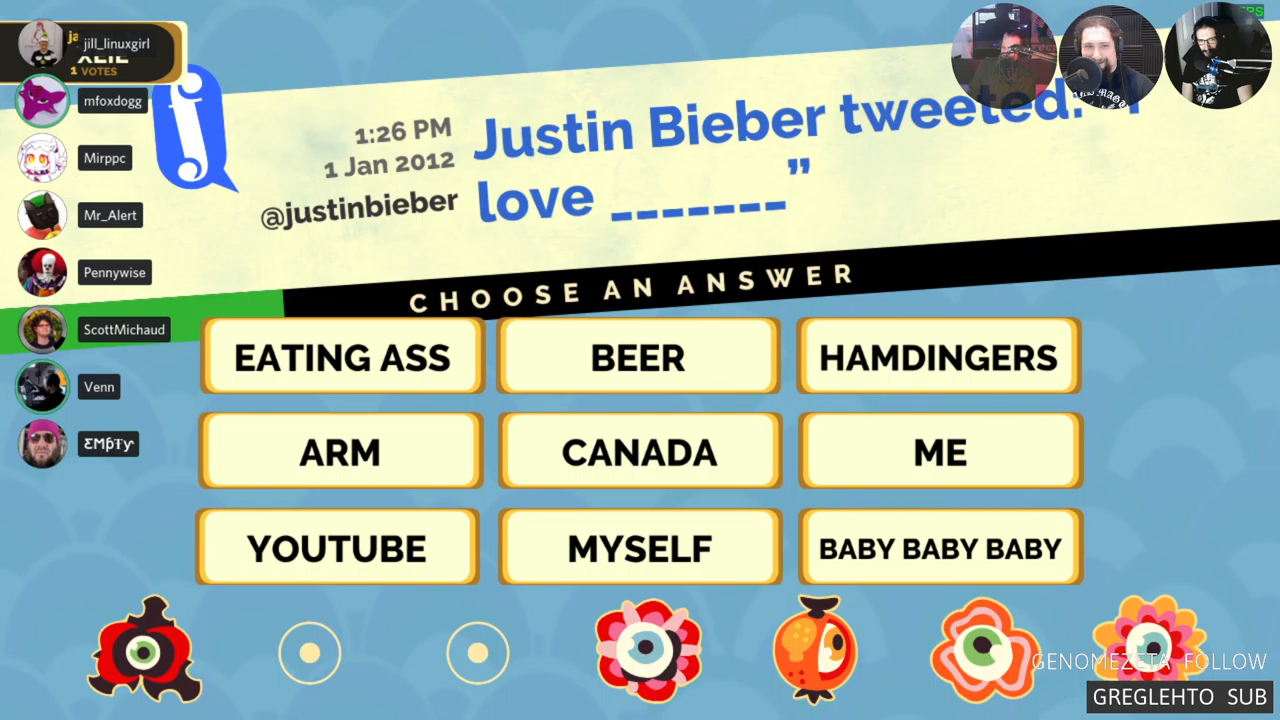 jill_linuxgirl
1 VOTES
mfoxdogg
Mirppc
Mr_Alert
Pennywise
ScottMichaud
Venn
ΣMβŦƴ
1:26 PM
1 Jan 2012
@justinbieber
Justin Bieber tweeted: "I
love _______"
CHOOSE AN ANSWER
EATING ASS
BEER
HAMDINGERS
ARM
CANADA
ME
YOUTUBE
MYSELF
BABY BABY BABY
GENOMEZETA FOLLOW
GREGLEHTO SUB